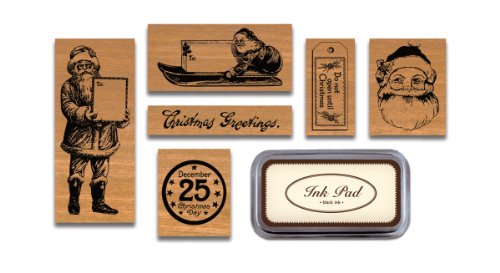 To:
To:
Christmas Greetings.
Do not
open until
Christmas
December
25
Christmas
Day
Ink Pad
• black ink •